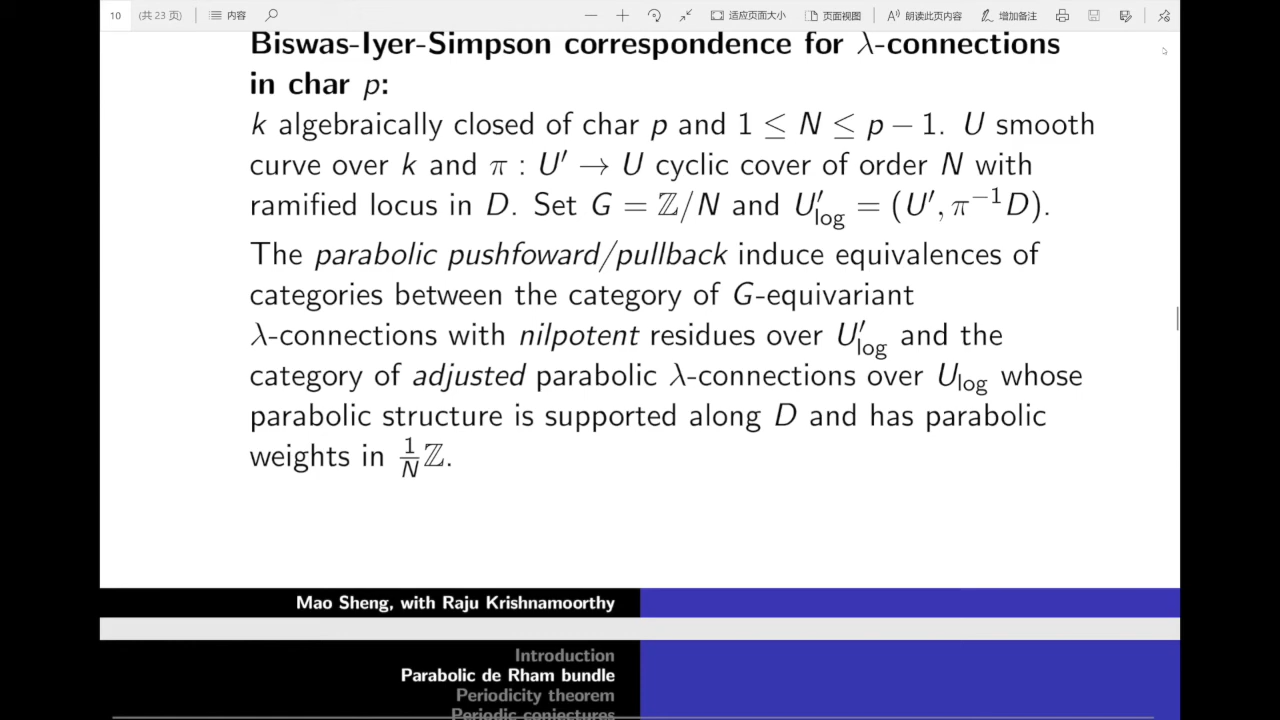 10 (共 23 页) 内容 适应页面大小 页面视图 朗读此页内容 增加备注
Biswas-Iyer-Simpson correspondence for λ-connections
in char p:
k algebraically closed of char p and 1 ≤ N ≤ p − 1. U smooth
curve over k and π : U′ → U cyclic cover of order N with
ramified locus in D. Set G = ℤ/N and U′log = (U′, π⁻¹D).
The parabolic pushfoward/pullback induce equivalences of
categories between the category of G-equivariant
λ-connections with nilpotent residues over U′log and the
category of adjusted parabolic λ-connections over Ulog whose
parabolic structure is supported along D and has parabolic
weights in 1/N ℤ.
Mao Sheng, with Raju Krishnamoorthy
Introduction
Parabolic de Rham bundle
Periodicity theorem
Periodic conjectures